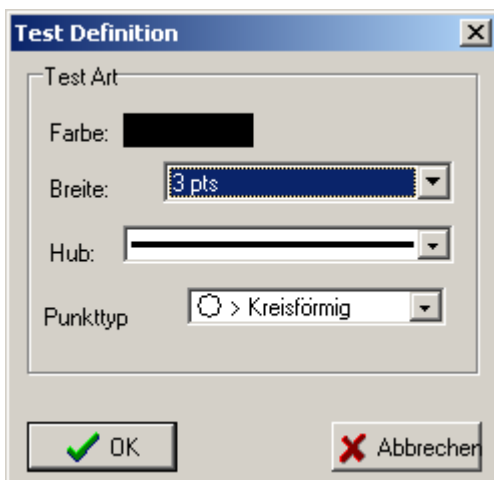 Test Definition
Test Art
Farbe:
Breite: 3 pts
Hub:
Punkttyp > Kreisförmig
OK Abbrechen